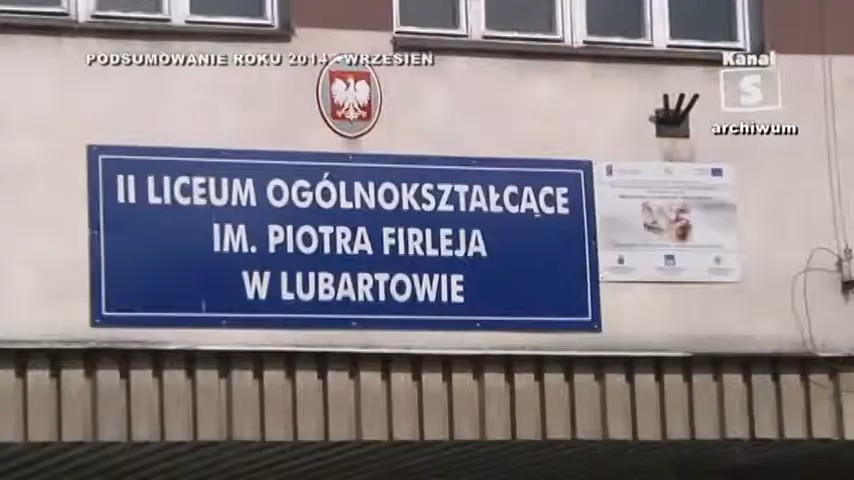 PODSUMOWANIE ROKU 2014 - WRZESIEŃ
Kanał
S
archiwum
II LICEUM OGÓLNOKSZTAŁCĄCE
IM. PIOTRA FIRLEJA
W LUBARTOWIE